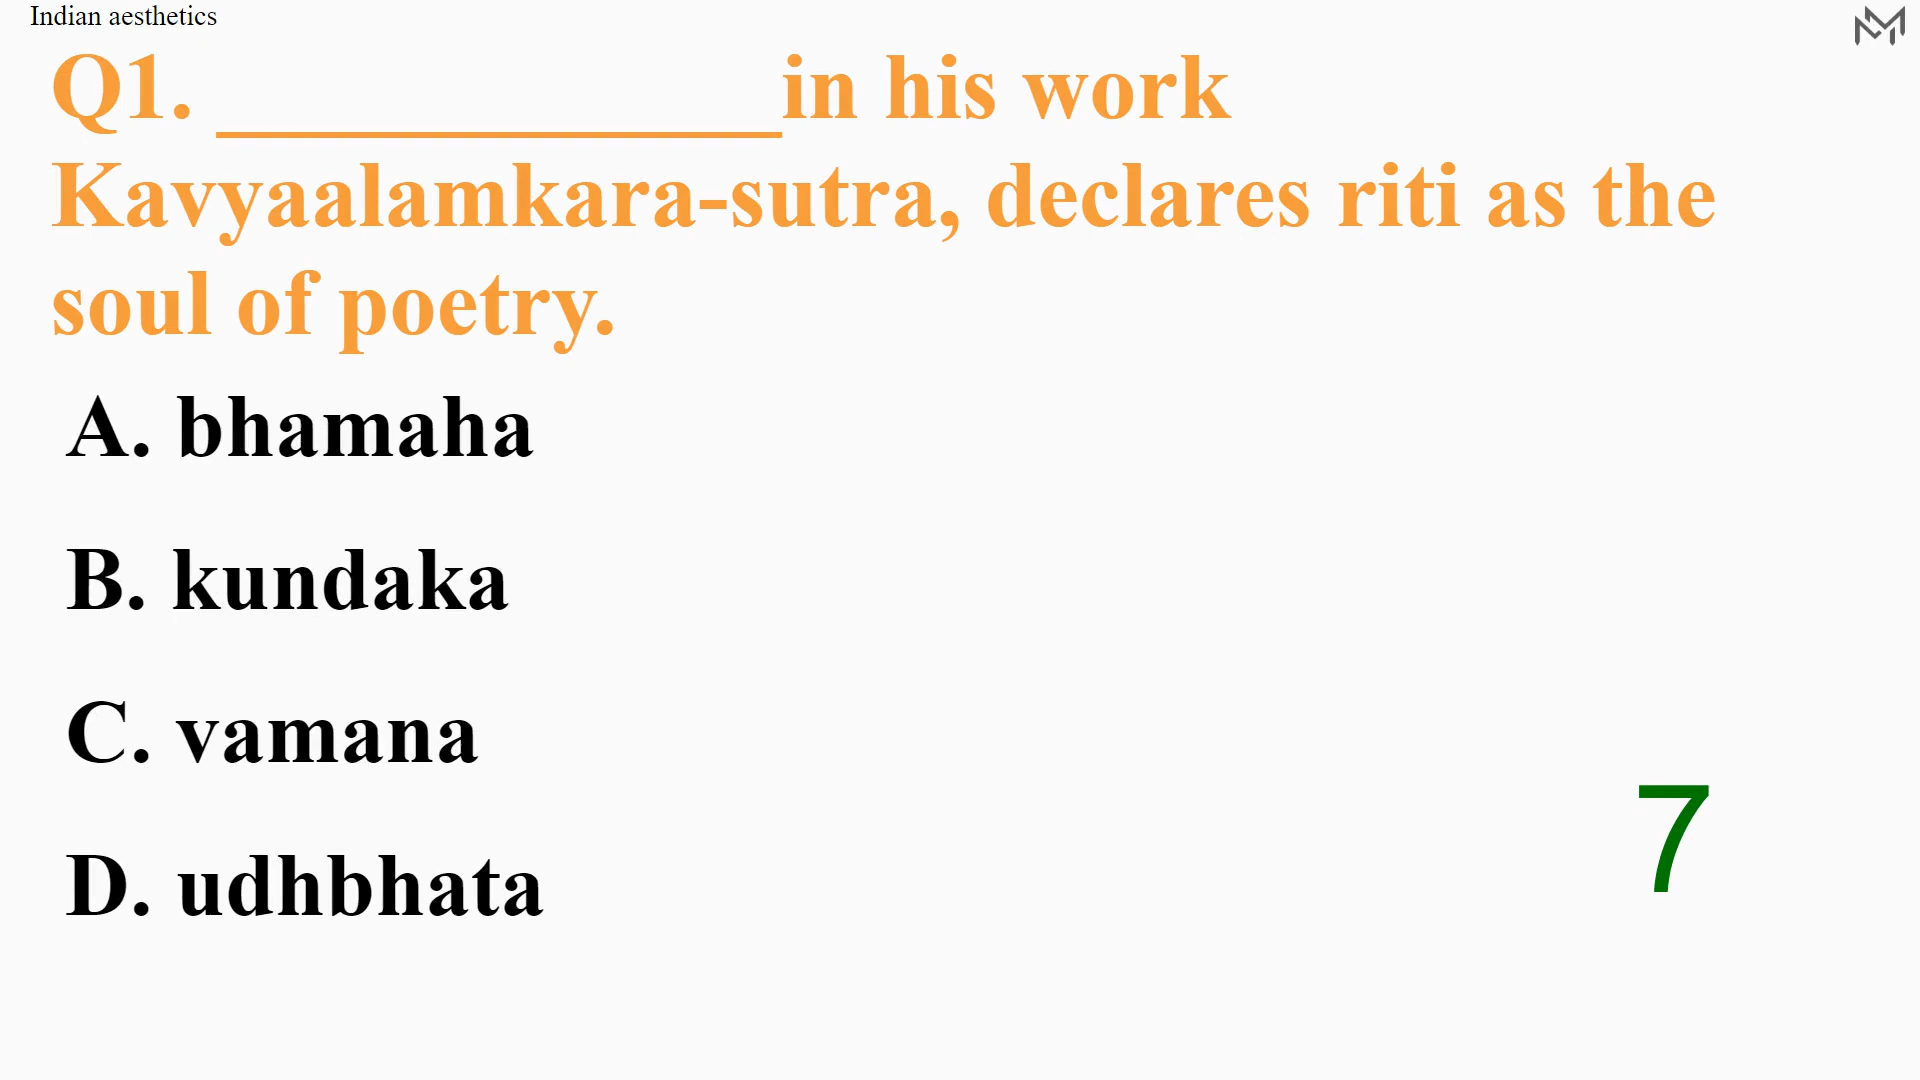 Indian aesthetics
Q1. _______________in his work
Kavyaalamkara-sutra, declares riti as the
soul of poetry.
A. bhamaha
B. kundaka
C. vamana
D. udhbhata
7